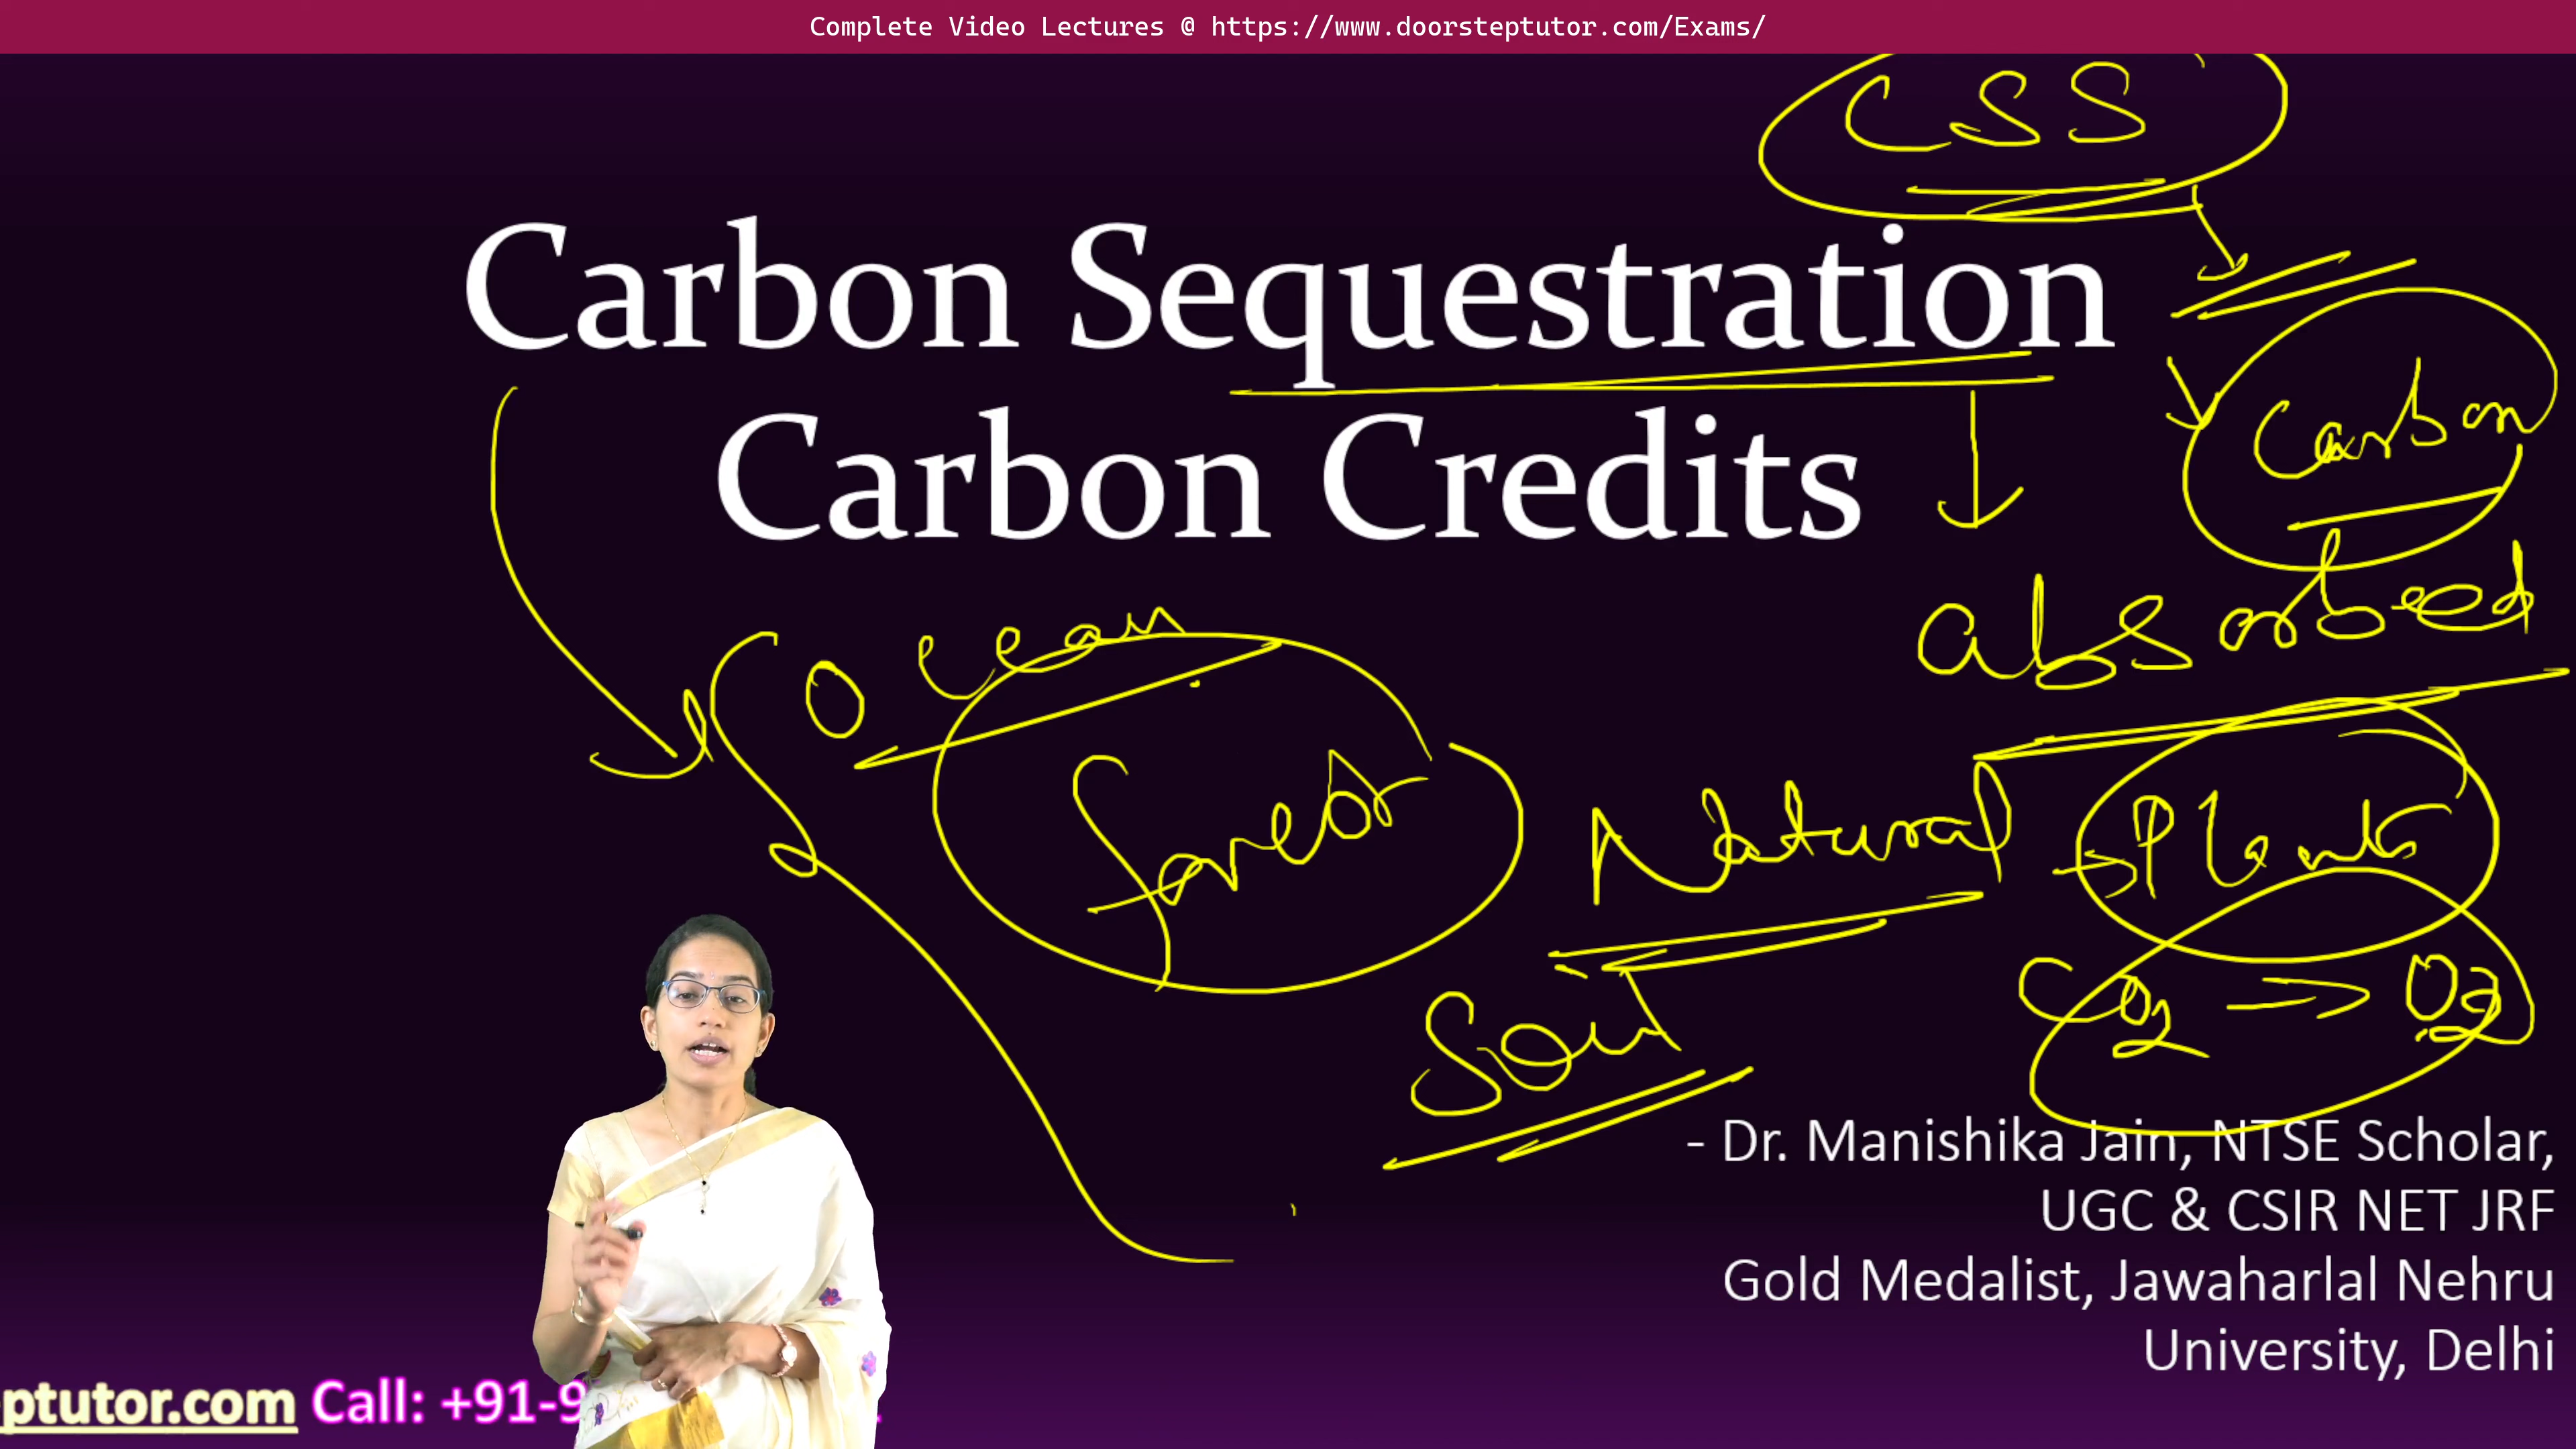 Complete Video Lectures @ https://www.doorsteptutor.com/Exams/
CSS
Carbon Sequestration
Carbon Credits
Carbon
absorbed
Ocean
forest
Natural
Plants
CO2 → O2
Soil
- Dr. Manishika Jain, NTSE Scholar,
UGC & CSIR NET JRF
Gold Medalist, Jawaharlal Nehru
University, Delhi
ptutor.com Call: +91-9